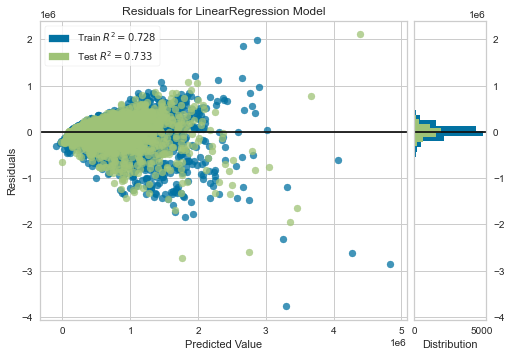 Residuals for LinearRegression Model
1e6
1e6
Train R² = 0.728
Test R² = 0.733
2
1
0
−1
−2
−3
−4
2
1
0
−1
−2
−3
−4
Residuals
0
1
2
3
4
5
1e6
Predicted Value
0
5000
Distribution